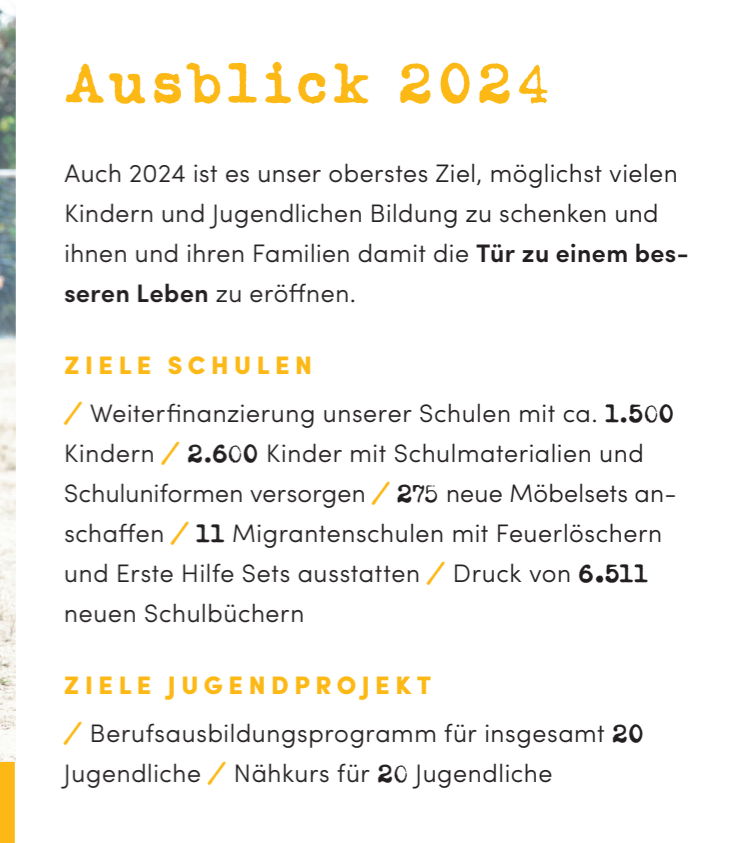 Ausblick 2024
Auch 2024 ist es unser oberstes Ziel, möglichst vielen
Kindern und Jugendlichen Bildung zu schenken und
ihnen und ihren Familien damit die Tür zu einem bes-
seren Leben zu eröffnen.
ZIELE SCHULEN
/ Weiterfinanzierung unserer Schulen mit ca. 1.500
Kindern / 2.600 Kinder mit Schulmaterialien und
Schuluniformen versorgen / 275 neue Möbelsets an-
schaffen / 11 Migrantenschulen mit Feuerlöschern
und Erste Hilfe Sets ausstatten / Druck von 6.511
neuen Schulbüchern
ZIELE JUGENDPROJEKT
/ Berufsausbildungsprogramm für insgesamt 20
Jugendliche / Nähkurs für 20 Jugendliche